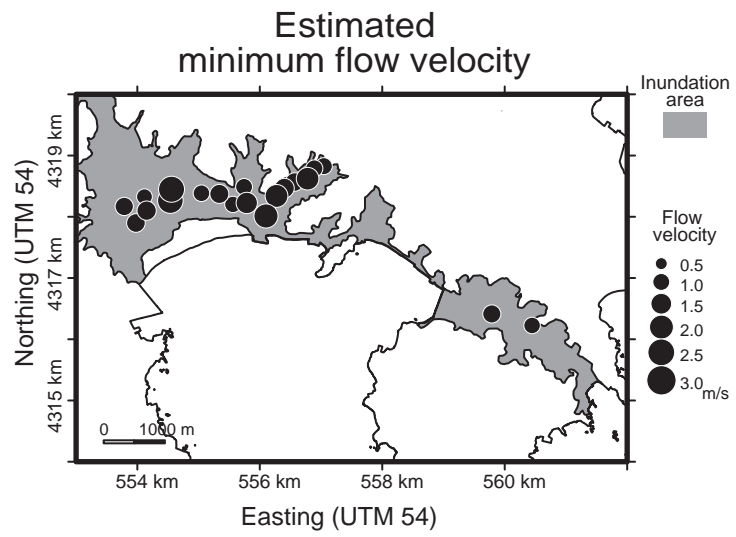 Estimated
minimum flow velocity
Inundation
area
4319 km
4317 km
4315 km
Northing (UTM 54)
Flow
velocity
0.5
1.0
1.5
2.0
2.5
3.0 m/s
0 1000 m
554 km 556 km 558 km 560 km
Easting (UTM 54)